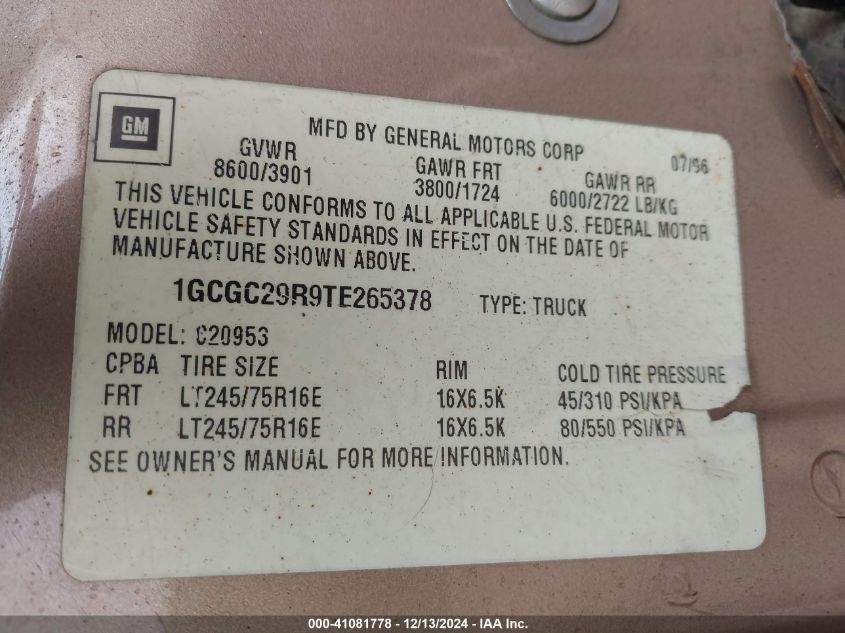 GM
MFD BY GENERAL MOTORS CORP 07/96
GVWR GAWR FRT GAWR RR
8600/3901 3800/1724 6000/2722 LB/KG
THIS VEHICLE CONFORMS TO ALL APPLICABLE U.S. FEDERAL MOTOR
VEHICLE SAFETY STANDARDS IN EFFECT ON THE DATE OF
MANUFACTURE SHOWN ABOVE.
1GCGC29R9TE265378 TYPE: TRUCK
MODEL: C20953
CPBA TIRE SIZE RIM COLD TIRE PRESSURE
FRT LT245/75R16E 16X6.5K 45/310 PSI/KPA
RR LT245/75R16E 16X6.5K 80/550 PSI/KPA
SEE OWNER'S MANUAL FOR MORE INFORMATION.
000-41081778 - 12/13/2024 - IAA Inc.